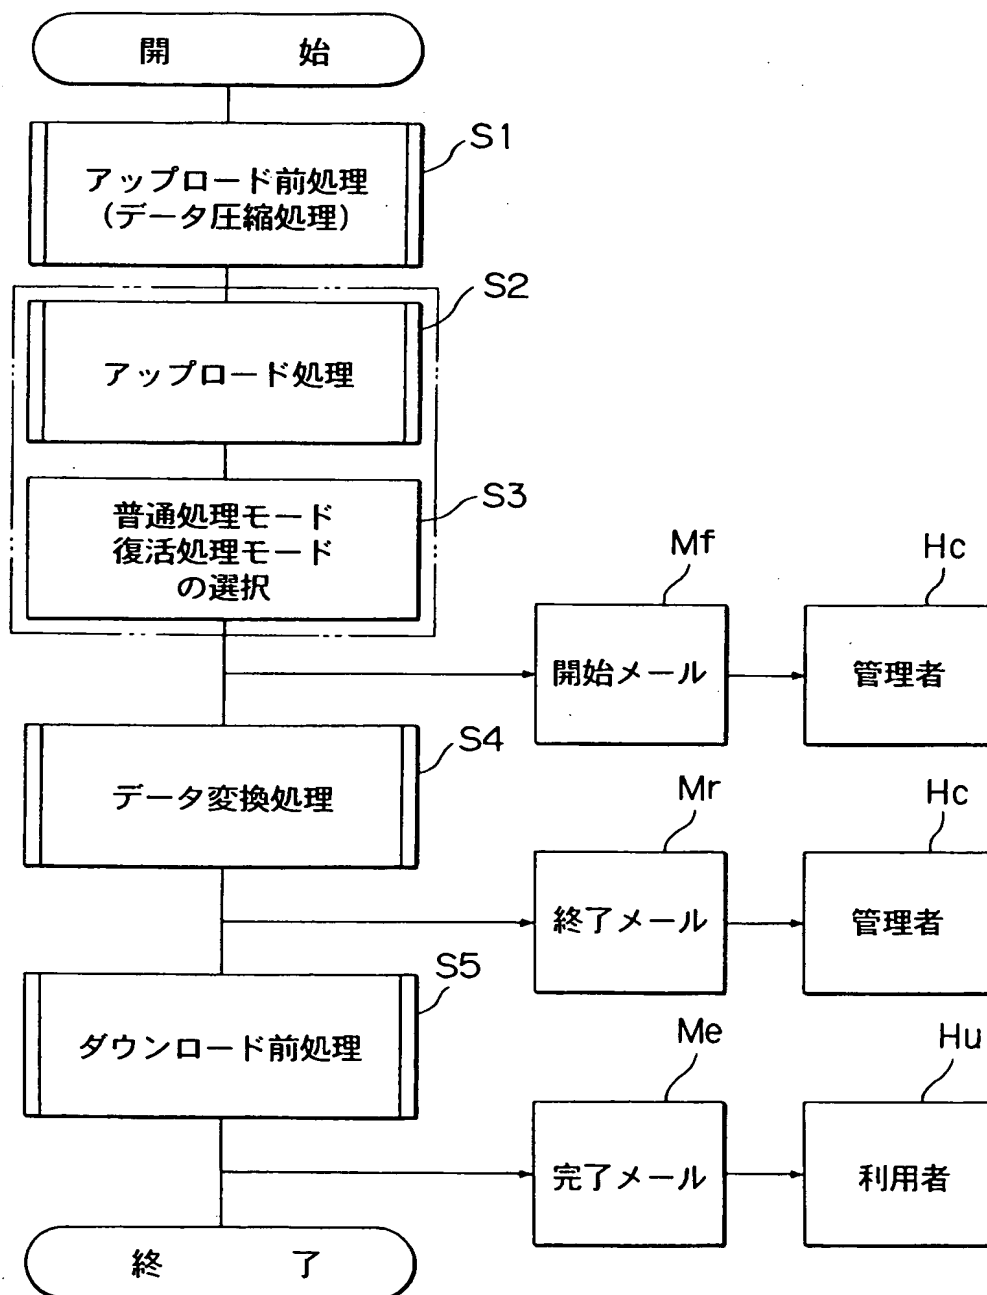 開 始
S1
アップロード前処理
(データ圧縮処理)
S2
アップロード処理
S3
普通処理モード
復活処理モード
の選択
Mf
Hc
開始メール
管理者
S4
データ変換処理
Mr
Hc
終了メール
管理者
S5
ダウンロード前処理
Me
Hu
完了メール
利用者
終 了